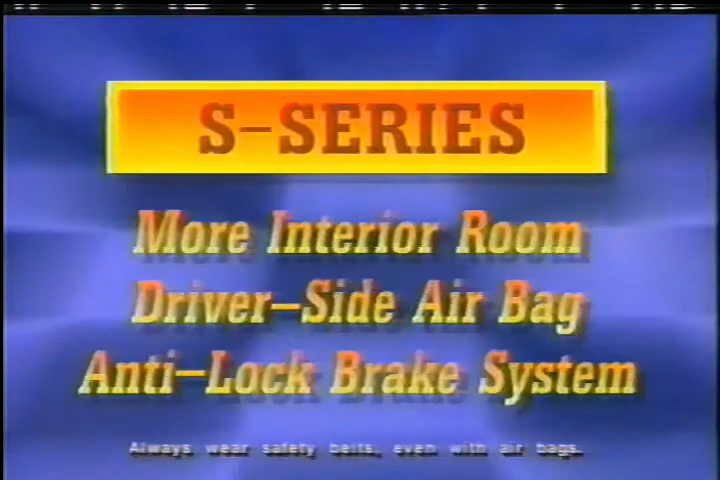 S-SERIES
More Interior Room
Driver-Side Air Bag
Anti-Lock Brake System
Always wear safety belts, even with air bags.